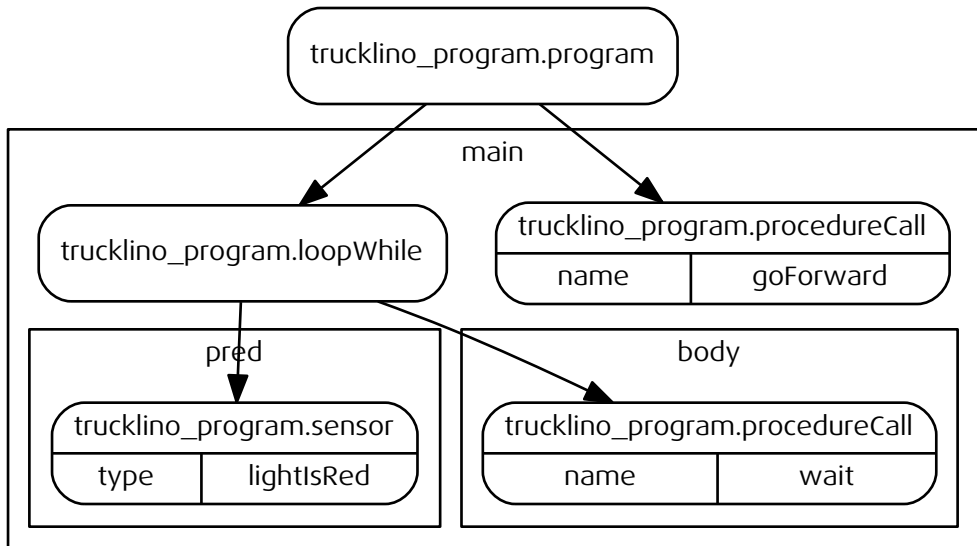 trucklino_program.program
main
trucklino_program.loopWhile
trucklino_program.procedureCall
name goForward
pred
body
trucklino_program.sensor
type lightIsRed
trucklino_program.procedureCall
name wait